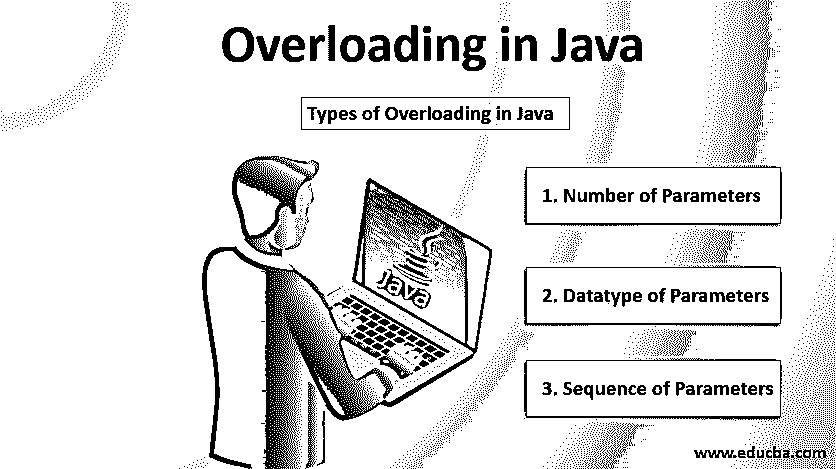 Overloading in Java
Types of Overloading in Java
1. Number of Parameters
2. Datatype of Parameters
3. Sequence of Parameters
Java
www.educba.com